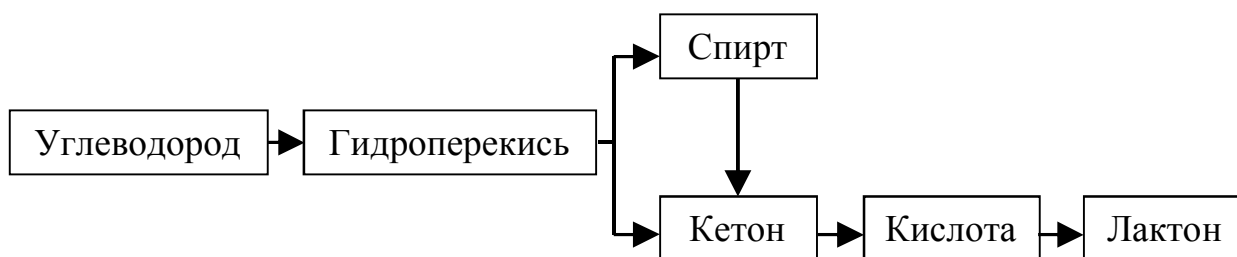 Спирт
Углеводород
Гидроперекись
Кетон
Кислота
Лактон